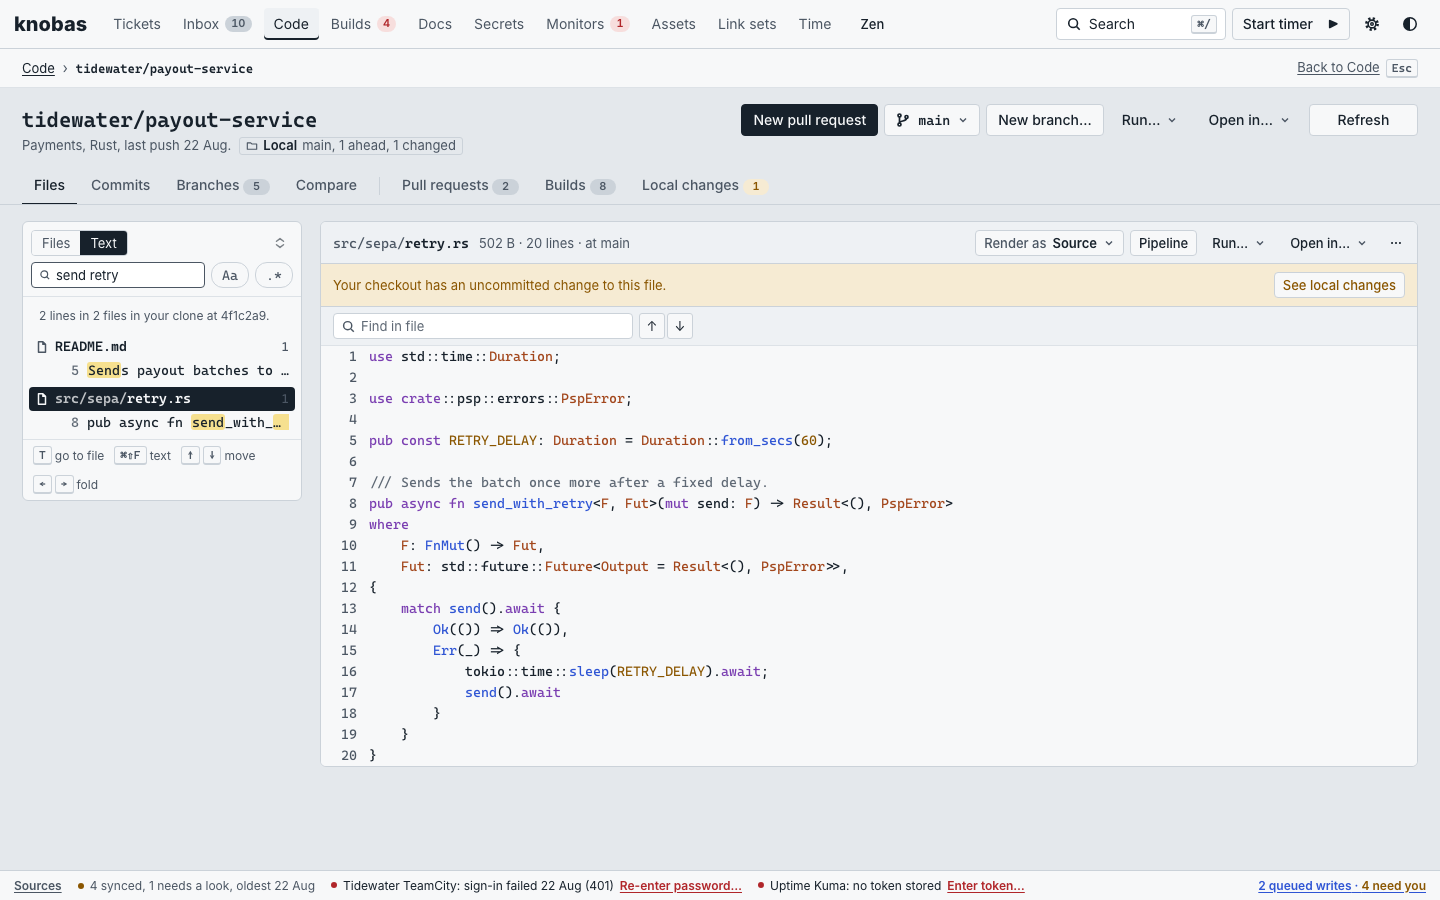 knobas Tickets Inbox 10 Code Builds 4 Docs Secrets Monitors 1 Assets Link sets Time Zen Search ⌘/ Start timer
Code › tidewater/payout-service Back to Code Esc
tidewater/payout-service New pull request main New branch... Run... Open in... Refresh
Payments, Rust, last push 22 Aug. Local main, 1 ahead, 1 changed
Files Commits Branches 5 Compare Pull requests 2 Builds 8 Local changes 1
Files Text
send retry Aa .*
2 lines in 2 files in your clone at 4f1c2a9.
README.md 1
5 Sends payout batches to …
src/sepa/retry.rs 1
8 pub async fn send_with_…
T go to file ⌘⇧F text ↑ ↓ move
← → fold
src/sepa/retry.rs 502 B · 20 lines · at main Render as Source Pipeline Run... Open in... ···
Your checkout has an uncommitted change to this file. See local changes
Find in file ↑ ↓
1 use std::time::Duration;
2
3 use crate::psp::errors::PspError;
4
5 pub const RETRY_DELAY: Duration = Duration::from_secs(60);
6
7 /// Sends the batch once more after a fixed delay.
8 pub async fn send_with_retry<F, Fut>(mut send: F) -> Result<(), PspError>
9 where
10 F: FnMut() -> Fut,
11 Fut: std::future::Future<Output = Result<(), PspError>>,
12 {
13 match send().await {
14 Ok(()) => Ok(()),
15 Err(_) => {
16 tokio::time::sleep(RETRY_DELAY).await;
17 send().await
18 }
19 }
20 }
Sources 4 synced, 1 needs a look, oldest 22 Aug Tidewater TeamCity: sign-in failed 22 Aug (401) Re-enter password... Uptime Kuma: no token stored Enter token... 2 queued writes · 4 need you